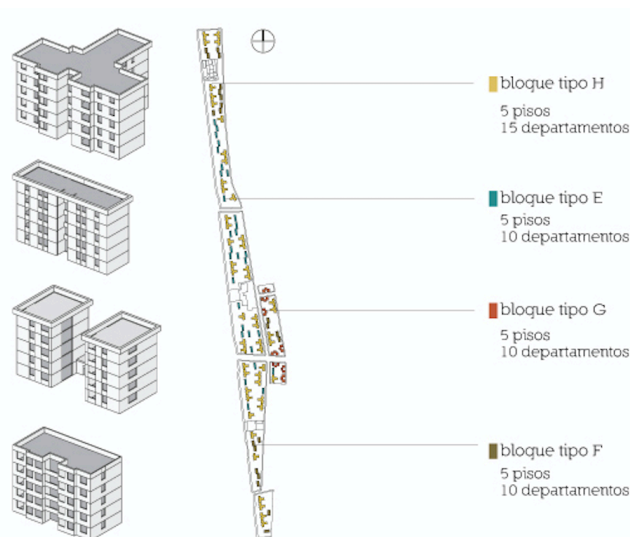 bloque tipo H
5 pisos
15 departamentos
bloque tipo E
5 pisos
10 departamentos
bloque tipo G
5 pisos
10 departamentos
bloque tipo F
5 pisos
10 departamentos